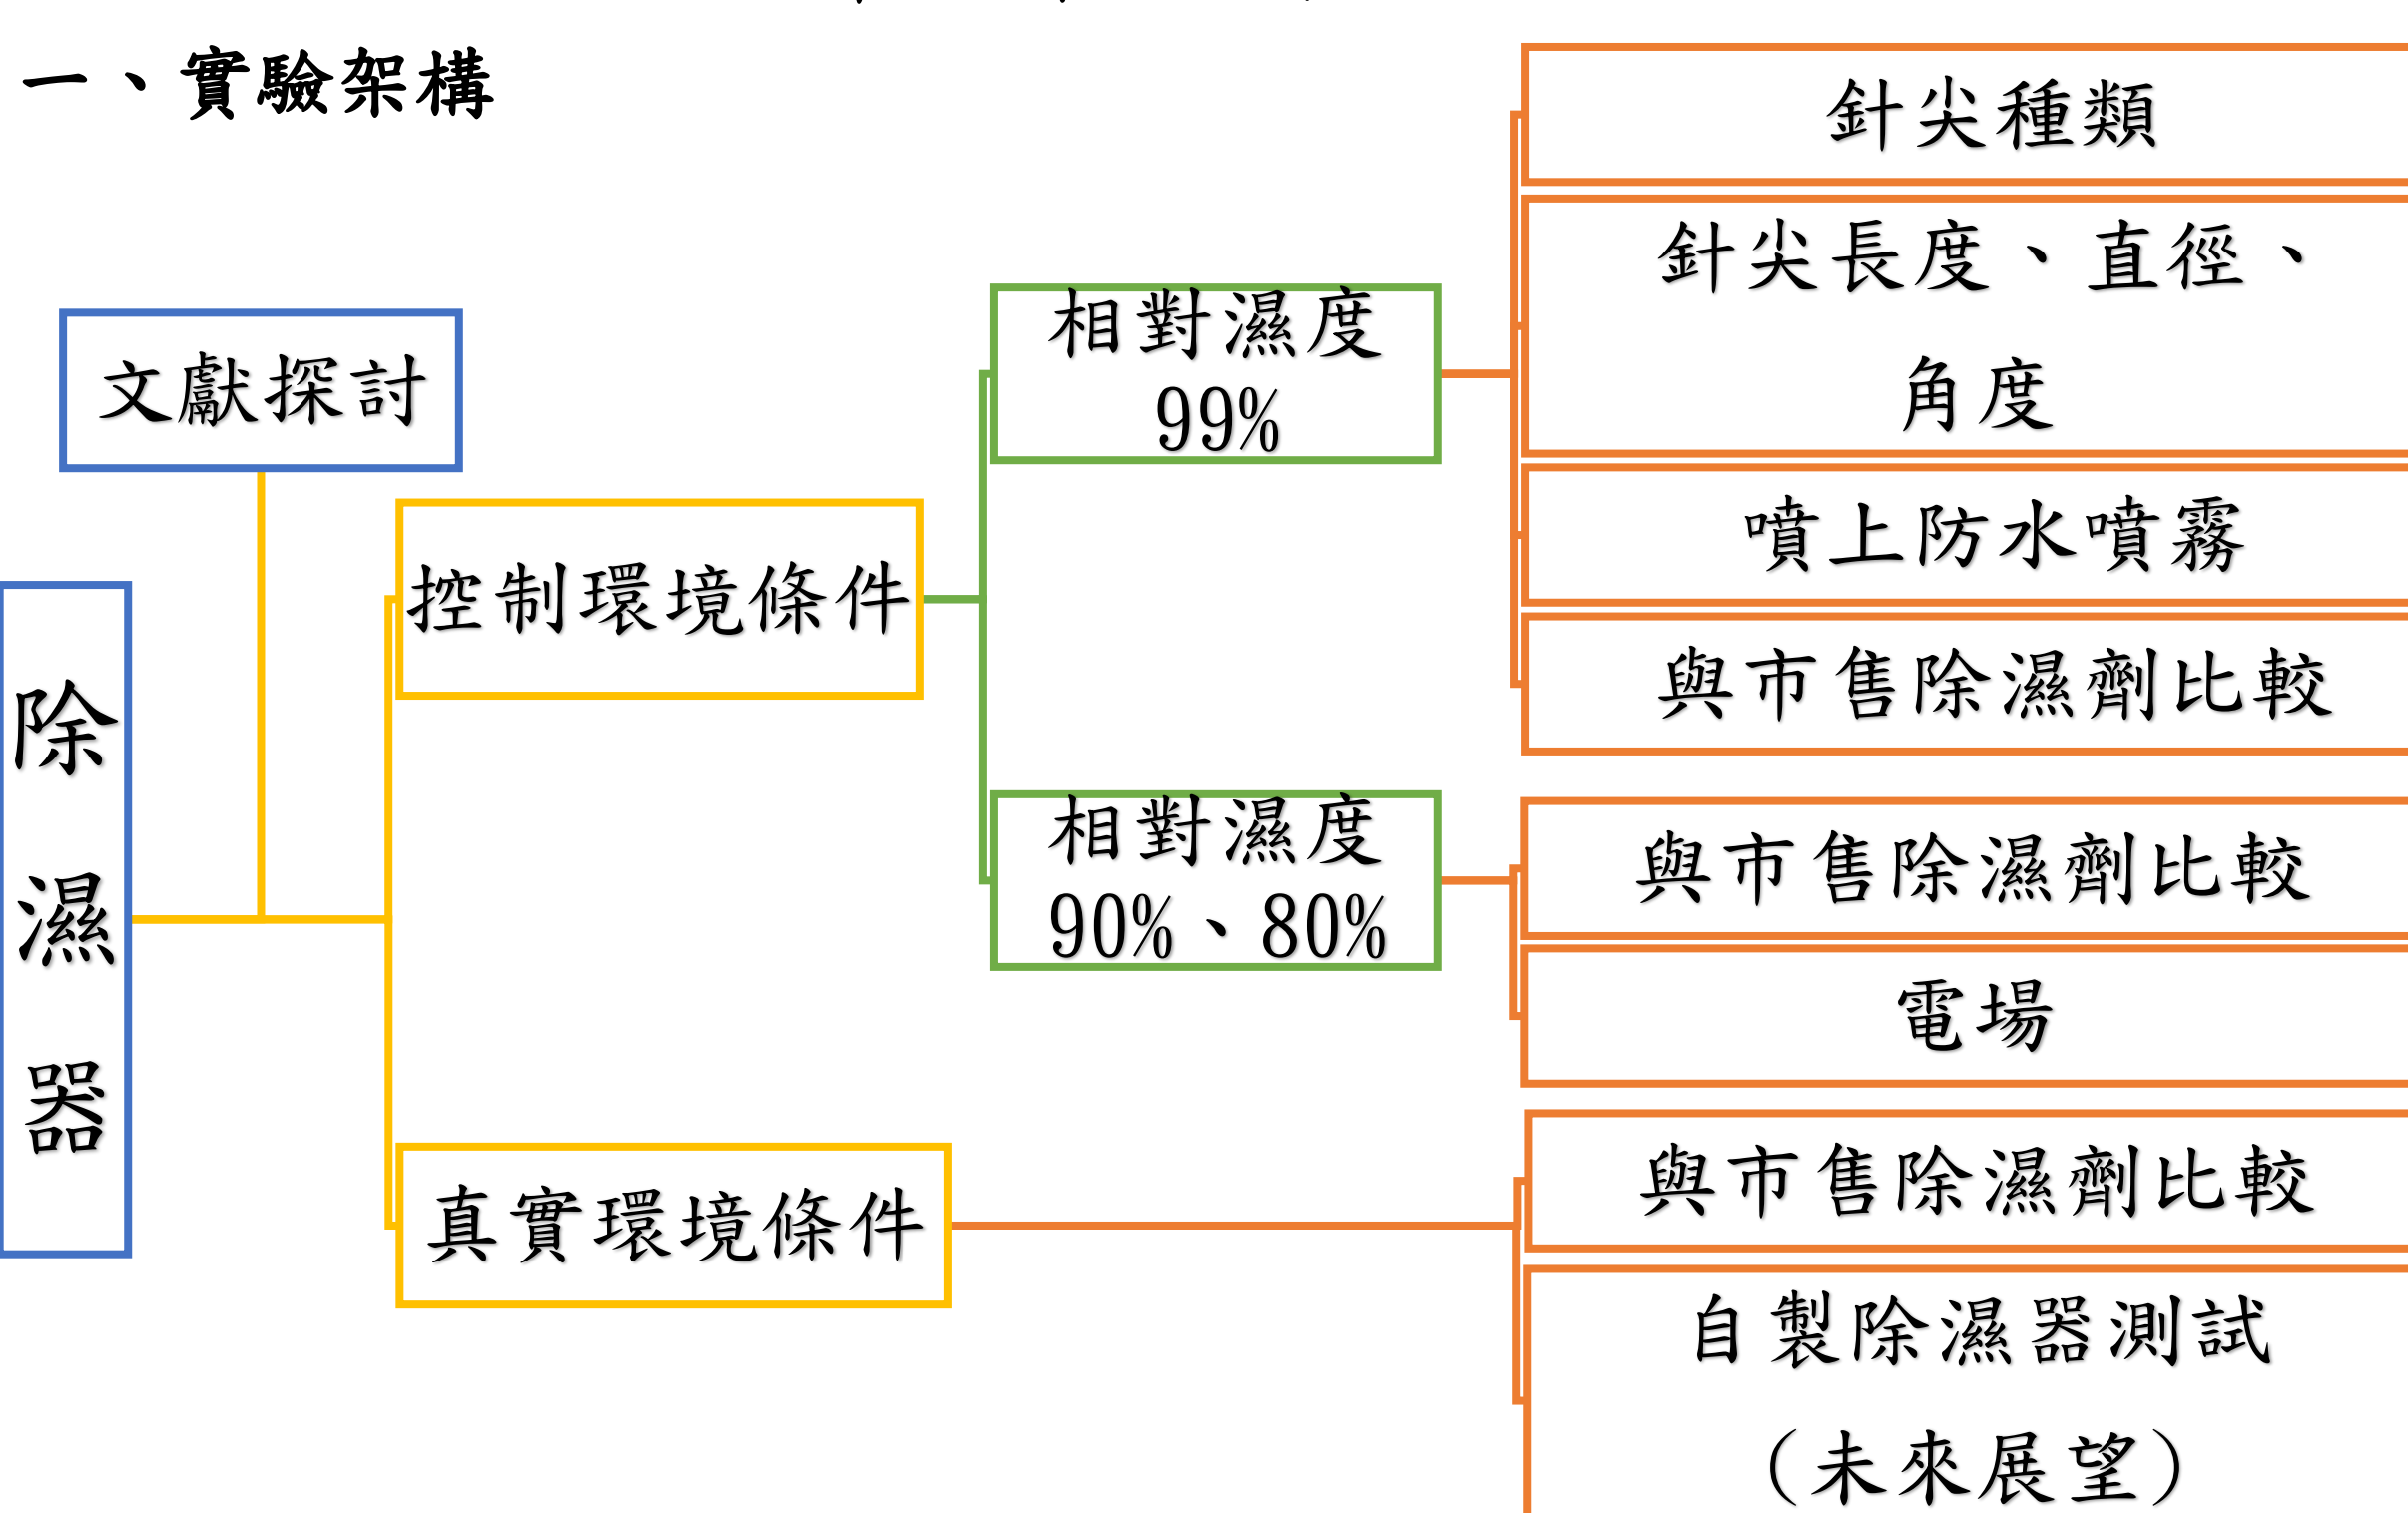 一、實驗架構
文獻探討
除
濕
器
控制環境條件
相對濕度
99%
針尖種類
針尖長度、直徑、
角度
噴上防水噴霧
與市售除濕劑比較
相對濕度
90%、80%
與市售除濕劑比較
電場
真實環境條件
與市售除濕劑比較
自製除濕器測試
（未來展望）